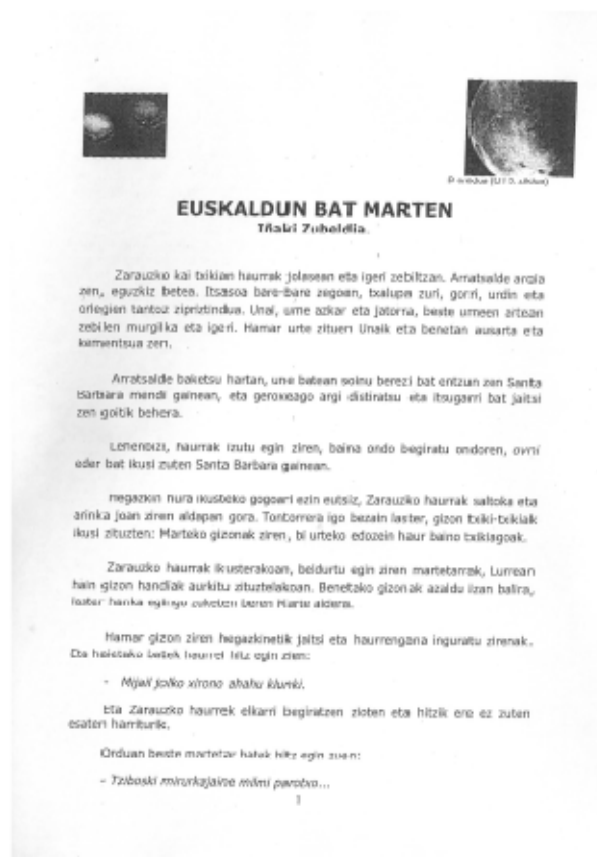 EUSKALDUN BAT MARTEN
Iñaki Zubeldia
Zarauzko kai txikian haurrak jolasean eta igeri zebiltzan. Arratsalde argia
zen, eguzkiz betea. Itsasoa bare-bare zegoen, txalupa zuri, gorri, urdin eta
orlegien tantoz zipriztindua. Unai, ume azkar eta jatorra, beste umeen artean
zebilen murgilka eta igeri. Hamar urte zituen Unaik eta benetan ausarta eta
kementsua zen.
Arratsalde baketsu hartan, une batean soinu berezi bat entzun zen Santa
Barbara mendi gainean, eta geroxeago argi distiratsu eta itsugarri bat jaitsi
zen goitik behera.
Lehenbizi, haurrak izutu egin ziren, baina ondo begiratu ondoren, ovni
eder bat ikusi zuten Santa Barbara gainean.
Hegazkin hura ikusteko gogoari ezin eutsiz, Zarauzko haurrak saltoka eta
arinka joan ziren aldapan gora. Tontorrera igo bezain laster, gizon txiki-txikiak
ikusi zituzten: Marteko gizonak ziren, bi urteko edozein haur baino txikiagoak.
Zarauzko haurrak ikusterakoan, beldurtu egin ziren martetarrak, Lurrean
hain gizon handiak aurkitu zituztelakoan. Benetako gizonak azaldu izan balira,
laster hanka egingo zuketen beren Marte aldera.
Hamar gizon ziren hegazkinetik jaitsi eta haurrengana inguratu zirenak.
Eta haietako batek haurrei hitz egin zien:
- Mijail jolko xirono ahahu klunki.
Eta Zarauzko haurrek elkarri begiratzen zioten eta hitzik ere ez zuten
esaten harriturik.
Orduan beste martetar batek hitz egin zuen:
– Tziboski mirurkajaine milmi parotxo...
1